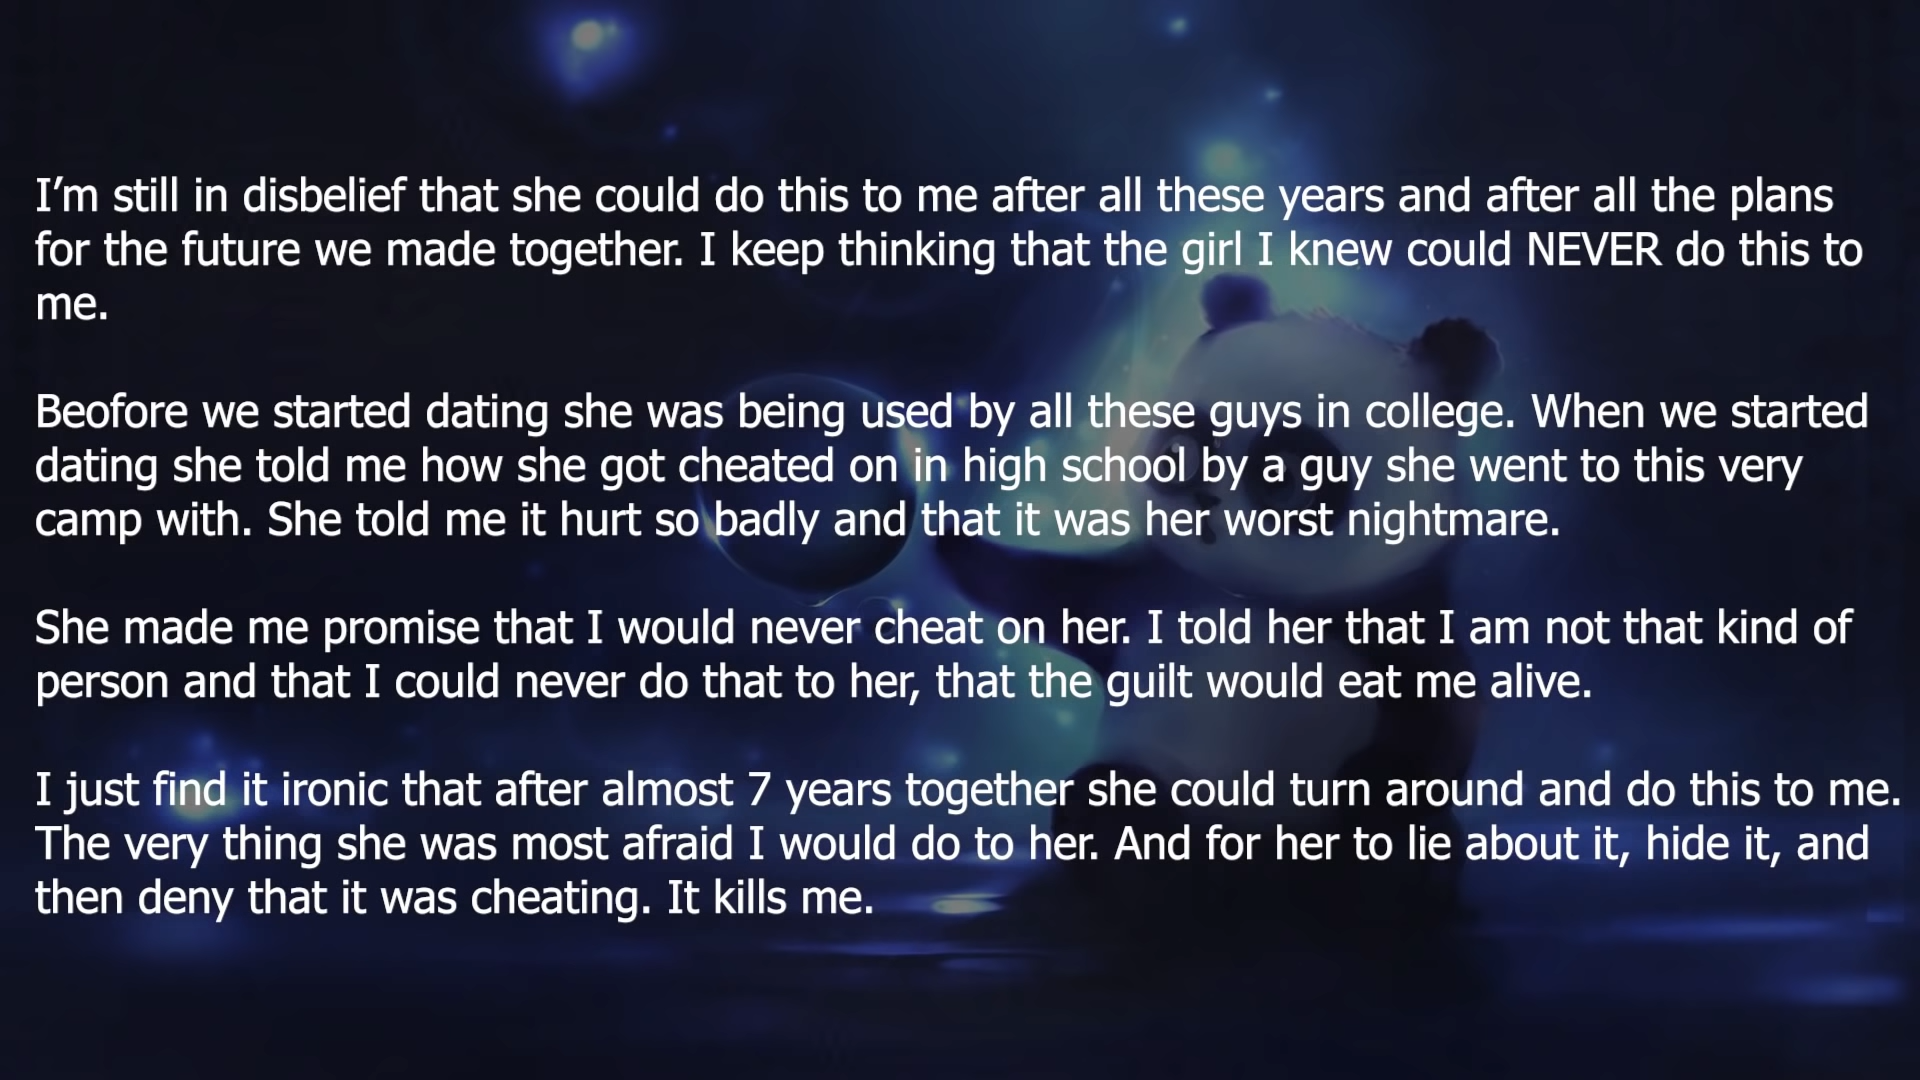 I’m still in disbelief that she could do this to me after all these years and after all the plans
for the future we made together. I keep thinking that the girl I knew could NEVER do this to
me.
Beofore we started dating she was being used by all these guys in college. When we started
dating she told me how she got cheated on in high school by a guy she went to this very
camp with. She told me it hurt so badly and that it was her worst nightmare.
She made me promise that I would never cheat on her. I told her that I am not that kind of
person and that I could never do that to her, that the guilt would eat me alive.
I just find it ironic that after almost 7 years together she could turn around and do this to me.
The very thing she was most afraid I would do to her. And for her to lie about it, hide it, and
then deny that it was cheating. It kills me.